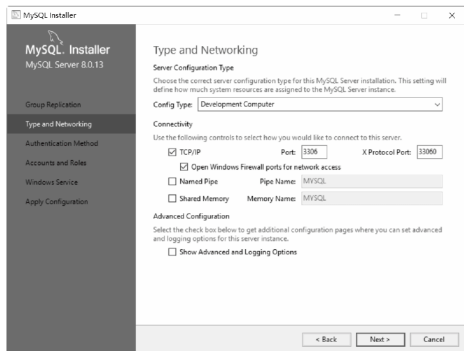 MySQL Installer
MySQL. Installer
MySQL Server 8.0.13
Group Replication
Type and Networking
Authentication Method
Accounts and Roles
Windows Service
Apply Configuration
Type and Networking
Server Configuration Type
Choose the correct server configuration type for this MySQL Server installation. This setting will
define how much system resources are assigned to the MySQL Server instance.
Config Type: Development Computer
Connectivity
Use the following controls to select how you would like to connect to this server.
TCP/IP Port: 3306 X Protocol Port: 33060
Open Windows Firewall ports for network access
Named Pipe Pipe Name: MYSQL
Shared Memory Memory Name: MYSQL
Advanced Configuration
Select the check box below to get additional configuration pages where you can set advanced
and logging options for this server instance.
Show Advanced and Logging Options
< Back Next > Cancel